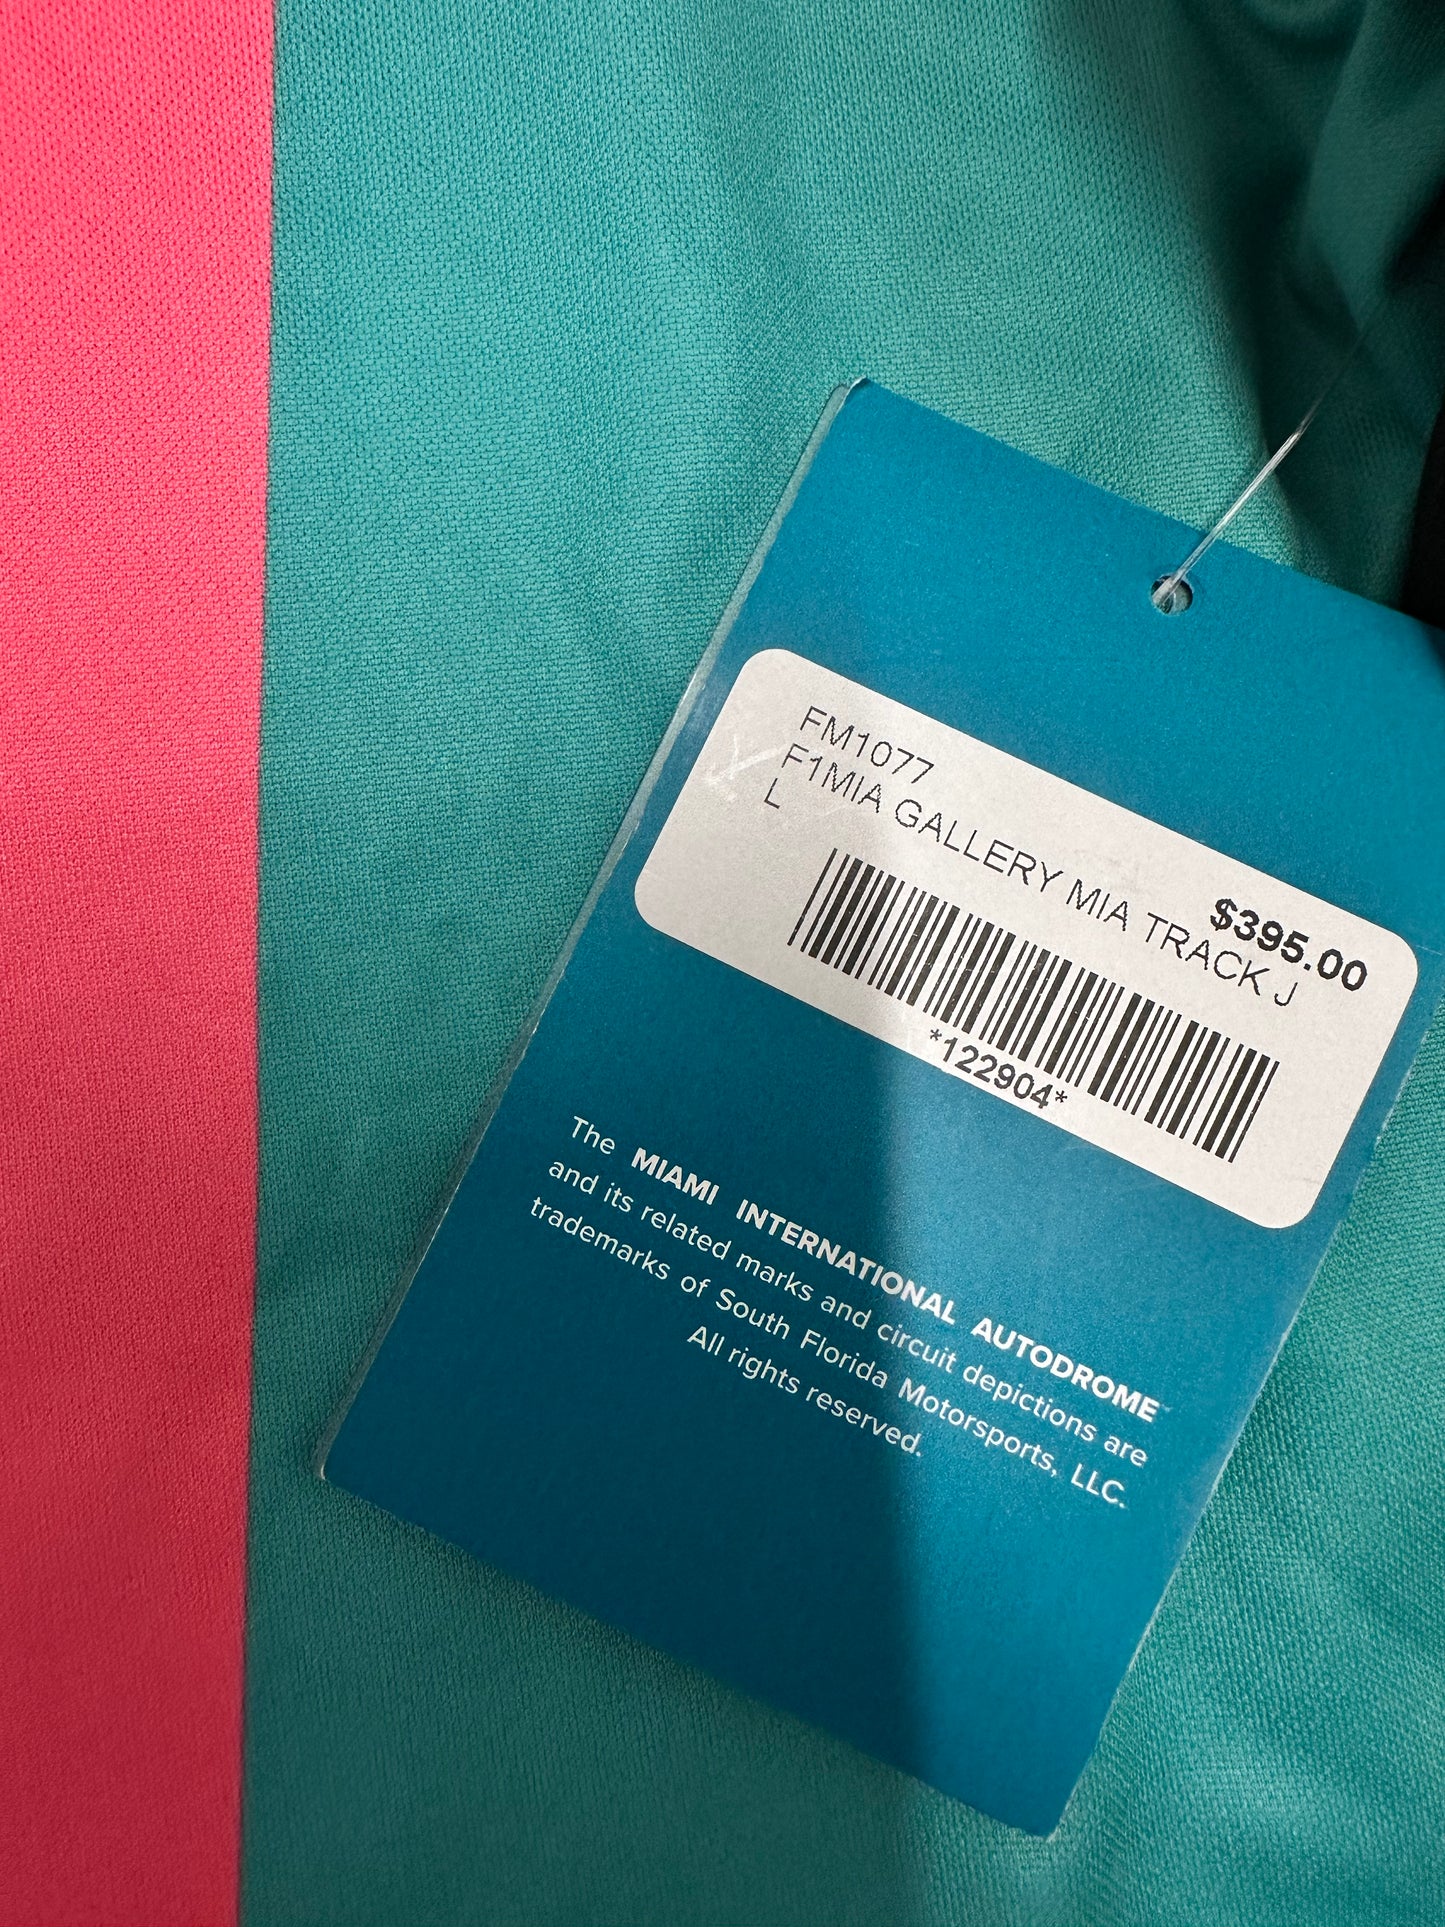 FM1077
F1MIA GALLERY MIA TRACK J
L
$395.00
*122904*
The MIAMI INTERNATIONAL AUTODROME
and its related marks and circuit depictions are
trademarks of South Florida Motorsports, LLC.
All rights reserved.